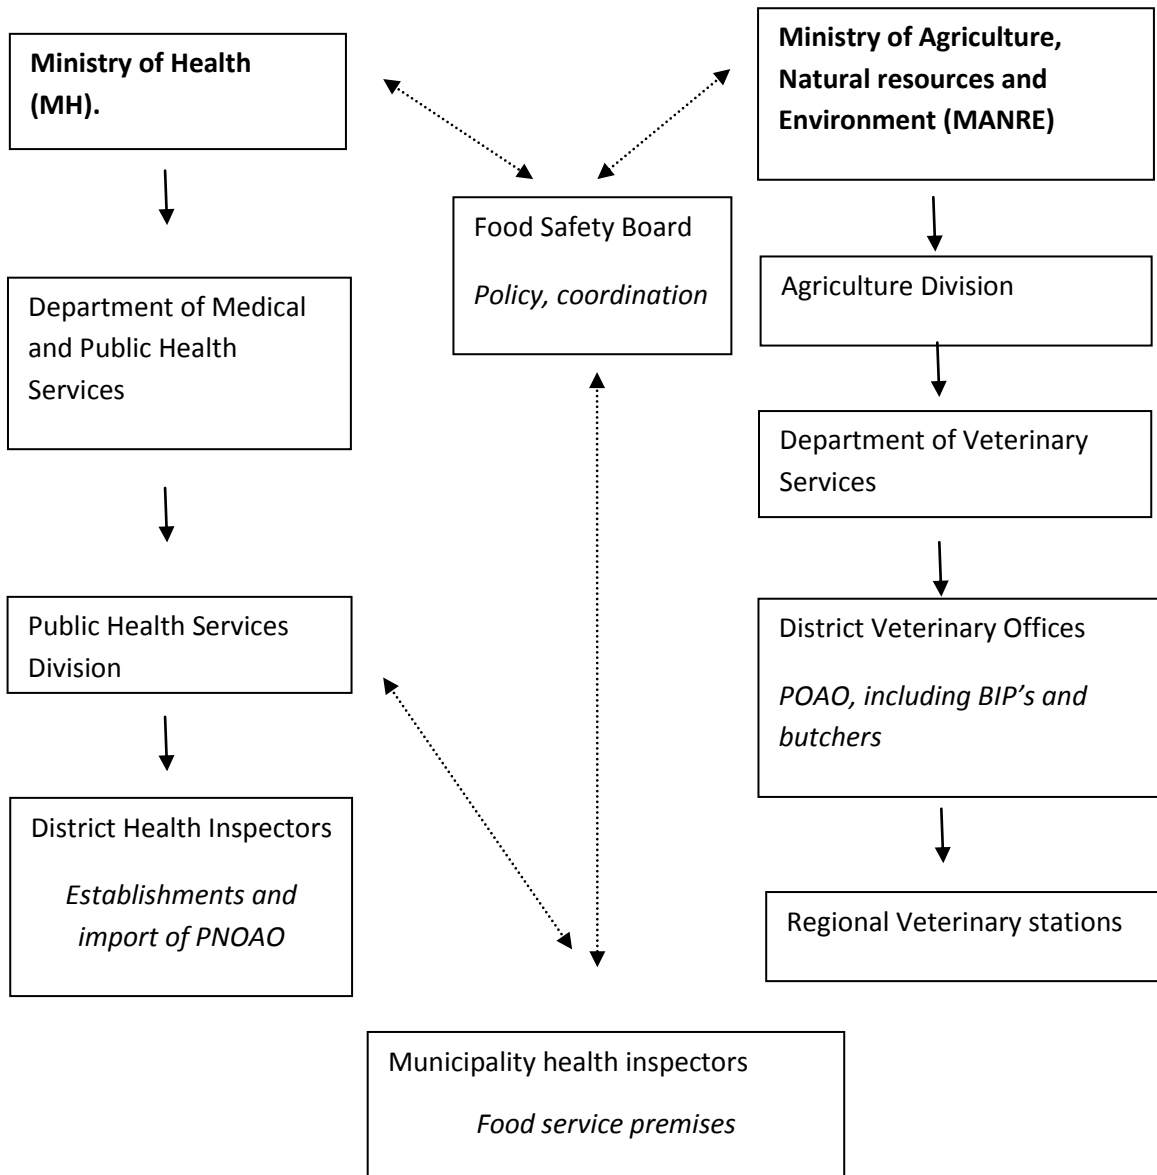 Ministry of Health
(MH).
Ministry of Agriculture,
Natural resources and
Environment (MANRE)
Food Safety Board
Policy, coordination
Department of Medical
and Public Health
Services
Agriculture Division
Department of Veterinary
Services
Public Health Services
Division
District Veterinary Offices
POAO, including BIP’s and
butchers
District Health Inspectors
Establishments and
import of PNOAO
Regional Veterinary stations
Municipality health inspectors
Food service premises